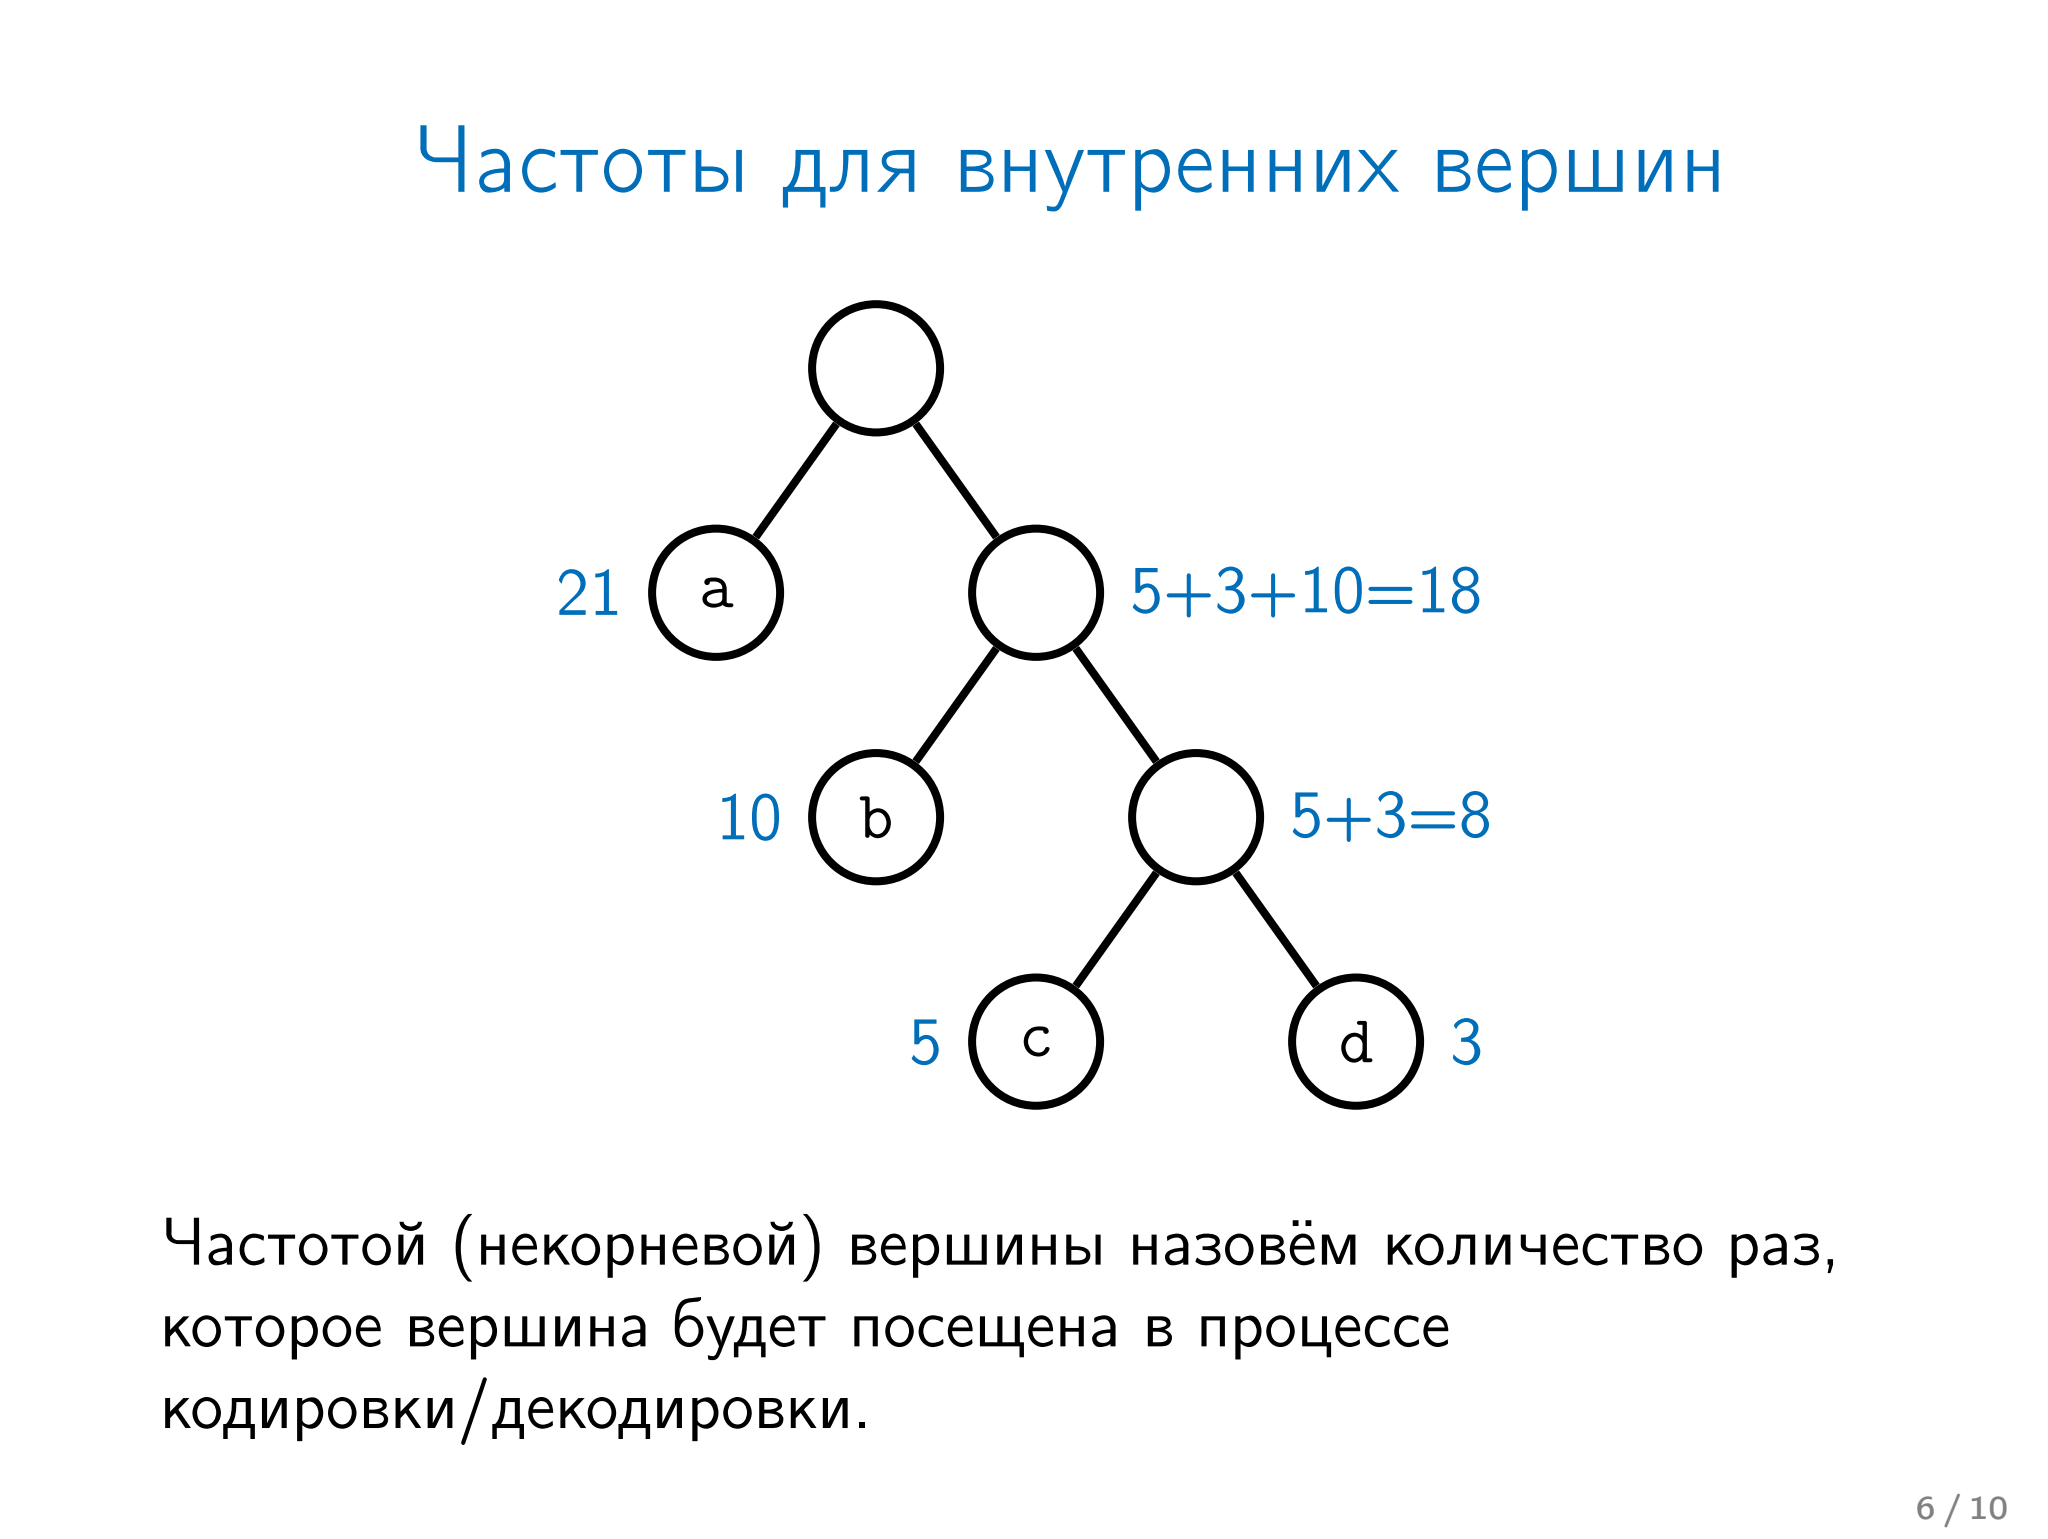 Частоты для внутренних вершин
21 a 5+3+10=18
10 b 5+3=8
5 c d 3
Частотой (некорневой) вершины назовём количество раз,
которое вершина будет посещена в процессе
кодировки/декодировки.
6 / 10